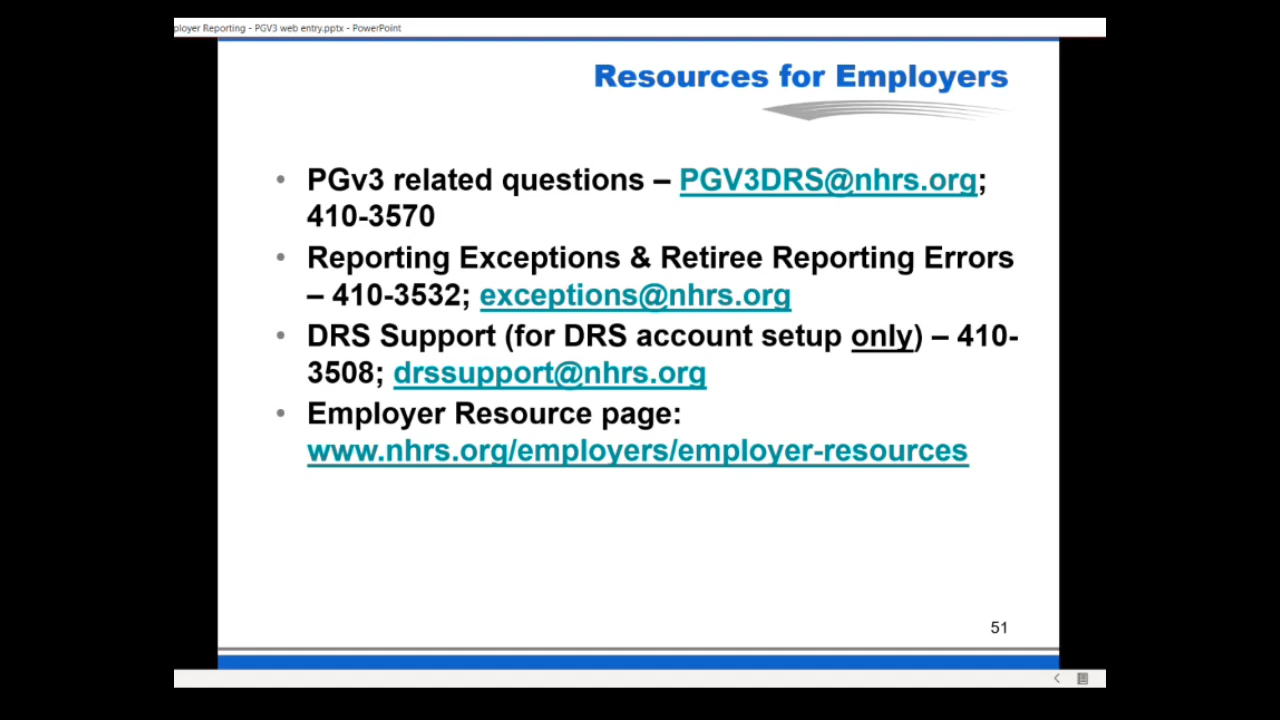 ployer Reporting - PGV3 web entry.pptx - PowerPoint
Resources for Employers
• PGv3 related questions – PGV3DRS@nhrs.org;
410-3570
• Reporting Exceptions & Retiree Reporting Errors
– 410-3532; exceptions@nhrs.org
• DRS Support (for DRS account setup only) – 410-
3508; drssupport@nhrs.org
• Employer Resource page:
www.nhrs.org/employers/employer-resources
51